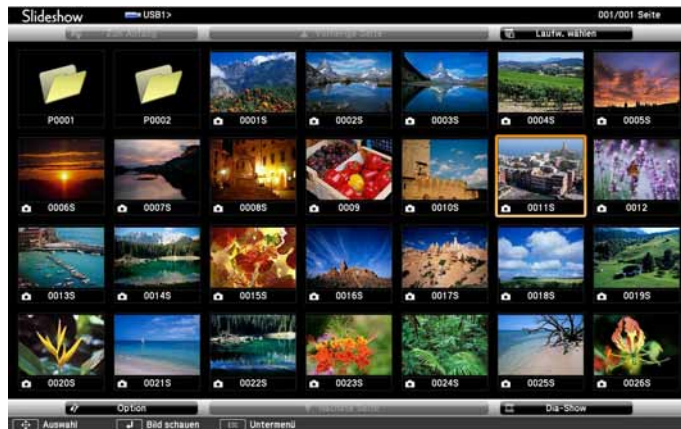 Slideshow USB1> 001/001 Seite
Zum Anfang ▲ Vorherige Seite Laufw. wählen
P0001 P0002 0001S 0002S 0003S 0004S 0005S
0006S 0007S 0008S 0009 0010S 0011S 0012
0013S 0014S 0015S 0016S 0017S 0018S 0019S
0020S 0021S 0022S 0023S 0024S 0025S 0026S
Option ▼ Nächste Seite Dia-Show
Auswahl Bild schauen Untermenü